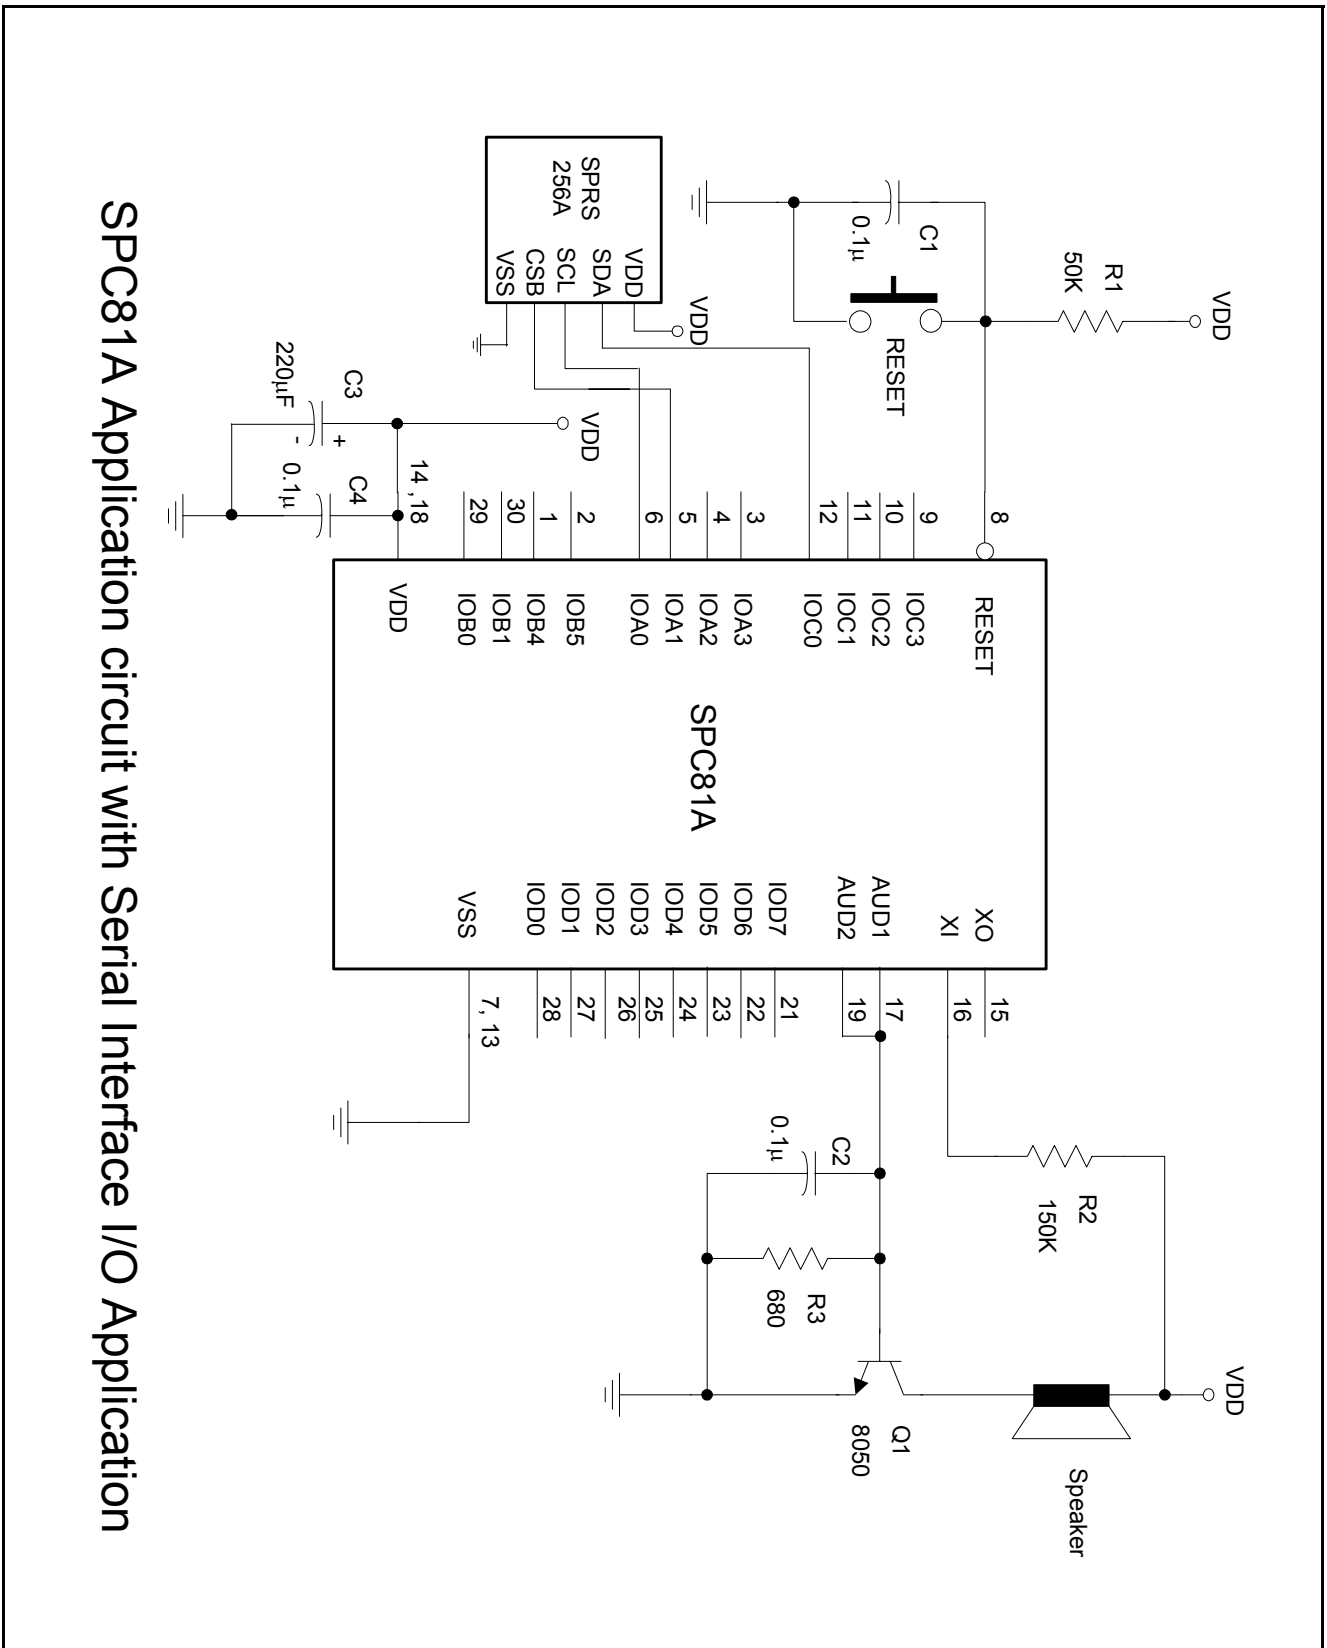 VDD
R1
50K
C1
0.1µ
RESET
SPRS
256A
VDD
SDA
SCL
CSB
VSS
VDD
VDD
C3
220µF
+
-
C4
0.1µ
14 ,18
8
9
10
11
12
3
4
5
6
2
1
30
29
RESET
IOC3
IOC2
IOC1
IOC0
IOA3
IOA2
IOA1
IOA0
IOB5
IOB4
IOB1
IOB0
VDD
SPC81A
XO
XI
AUD1
AUD2
IOD7
IOD6
IOD5
IOD4
IOD3
IOD2
IOD1
IOD0
VSS
15
16
17
19
21
22
23
24
25
26
27
28
7, 13
R2
150K
C2
0.1µ
R3
680
VDD
Q1
8050
Speaker
SPC81A Application circuit with Serial Interface I/O Application